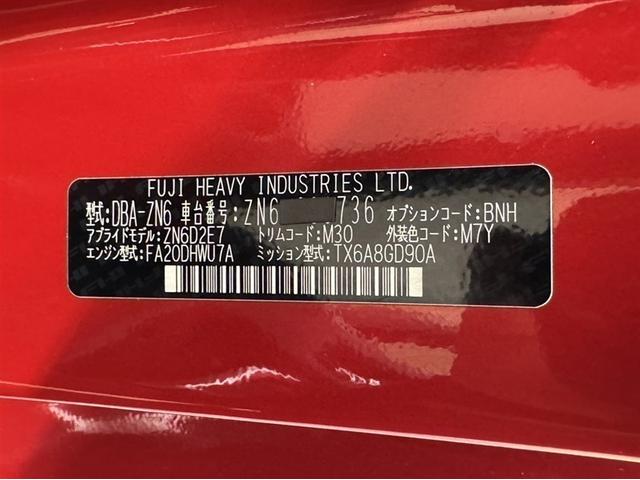 FUJI HEAVY INDUSTRIES LTD.
型式:DBA-ZN6 車台番号:ZN6 736 オプションコード:BNH
アプライドモデル:ZN6D2E7 トリムコード:M30 外装色コード:M7Y
エンジン型式:FA20DHWU7A ミッション型式:TX6A8GD90A